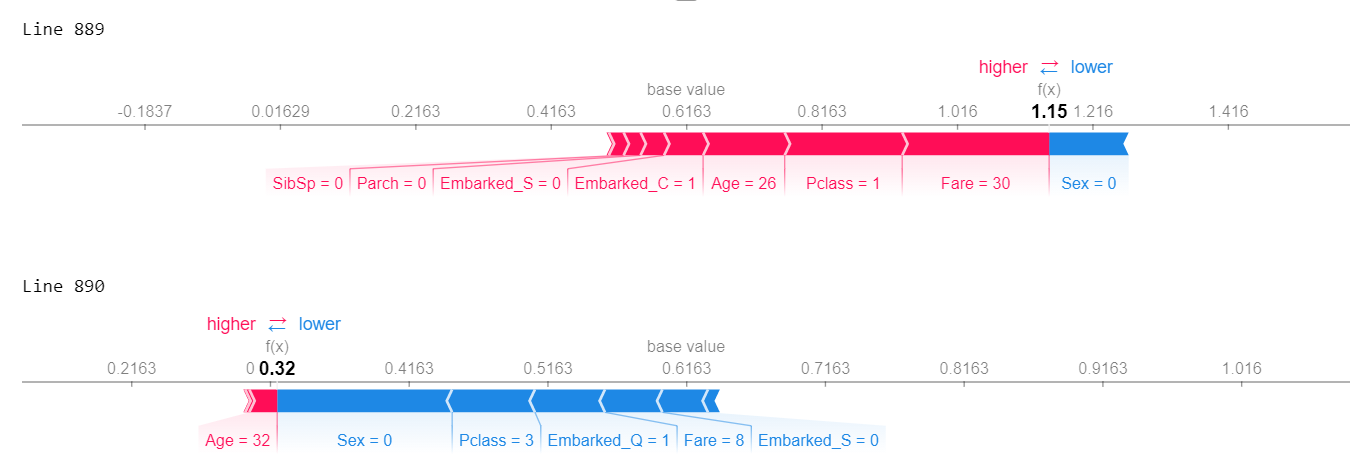 Line 889
higher ⇄ lower
base value f(x)
-0.1837 0.01629 0.2163 0.4163 0.6163 0.8163 1.016 1.15 1.216 1.416
SibSp = 0 Parch = 0 Embarked_S = 0 Embarked_C = 1 Age = 26 Pclass = 1 Fare = 30 Sex = 0
Line 890
higher ⇄ lower
f(x) base value
0.2163 0 0.32 0.4163 0.5163 0.6163 0.7163 0.8163 0.9163 1.016
Age = 32 Sex = 0 Pclass = 3 Embarked_Q = 1 Fare = 8 Embarked_S = 0